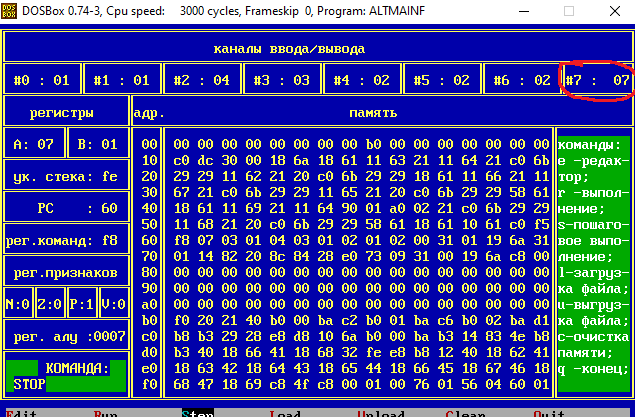 DOSBox 0.74-3, Cpu speed: 3000 cycles, Frameskip 0, Program: ALTMAINF
каналы ввода/вывода
#0 : 01 #1 : 01 #2 : 04 #3 : 03 #4 : 02 #5 : 02 #6 : 02 #7 : 07
регистры адр. память
A: 07 B: 01 00 00 00 00 00 00 00 00 b0 00 00 00 00 00 00 00 00 команды:
10 c0 dc 30 00 18 6a 18 61 11 63 21 11 64 21 c0 6b e -редак-
ук. стека: fe 20 29 29 11 62 21 20 c0 6b 29 29 18 61 11 66 21 11 тор;
30 67 21 c0 6b 29 29 11 65 21 20 c0 6b 29 29 58 61 r -выпол-
PC : 60 40 18 61 11 69 21 11 64 90 01 a0 02 21 c0 6b 29 29 нение;
50 11 68 21 20 c0 6b 29 29 58 61 18 61 10 61 c0 f5 s-пошаго-
рег.команд: f8 60 f8 07 03 01 04 03 01 02 01 02 00 31 01 19 6a 31 вое выпо-
70 01 14 82 20 8c 84 28 e0 73 09 31 00 19 6a c8 00 лнение;
рег.признаков 80 00 00 00 00 00 00 00 00 00 00 00 00 00 00 00 00 l-загруз-
90 00 00 00 00 00 00 00 00 00 00 00 00 00 00 00 00 ка файла;
N:0 Z:0 P:1 V:0 a0 00 00 00 00 00 00 00 00 00 00 00 00 00 00 00 00 u-выгруз-
b0 f0 20 21 40 b0 00 ba c2 b0 01 ba c6 b0 02 ba d1 ка файла;
рег. алу :0007 c0 b8 b3 29 28 e8 d8 10 6a b0 00 ba b3 14 83 4e b8 c-очистка
d0 b3 40 18 66 41 18 68 32 fe e8 b8 12 40 18 62 41 памяти;
КОМАНДА: e0 18 63 42 18 64 43 18 65 44 18 66 45 18 67 46 18 q -конец;
STOP f0 68 47 18 69 c8 4f c8 00 01 00 76 01 56 04 60 01
Edit Run Step Load Upload Clean Quit